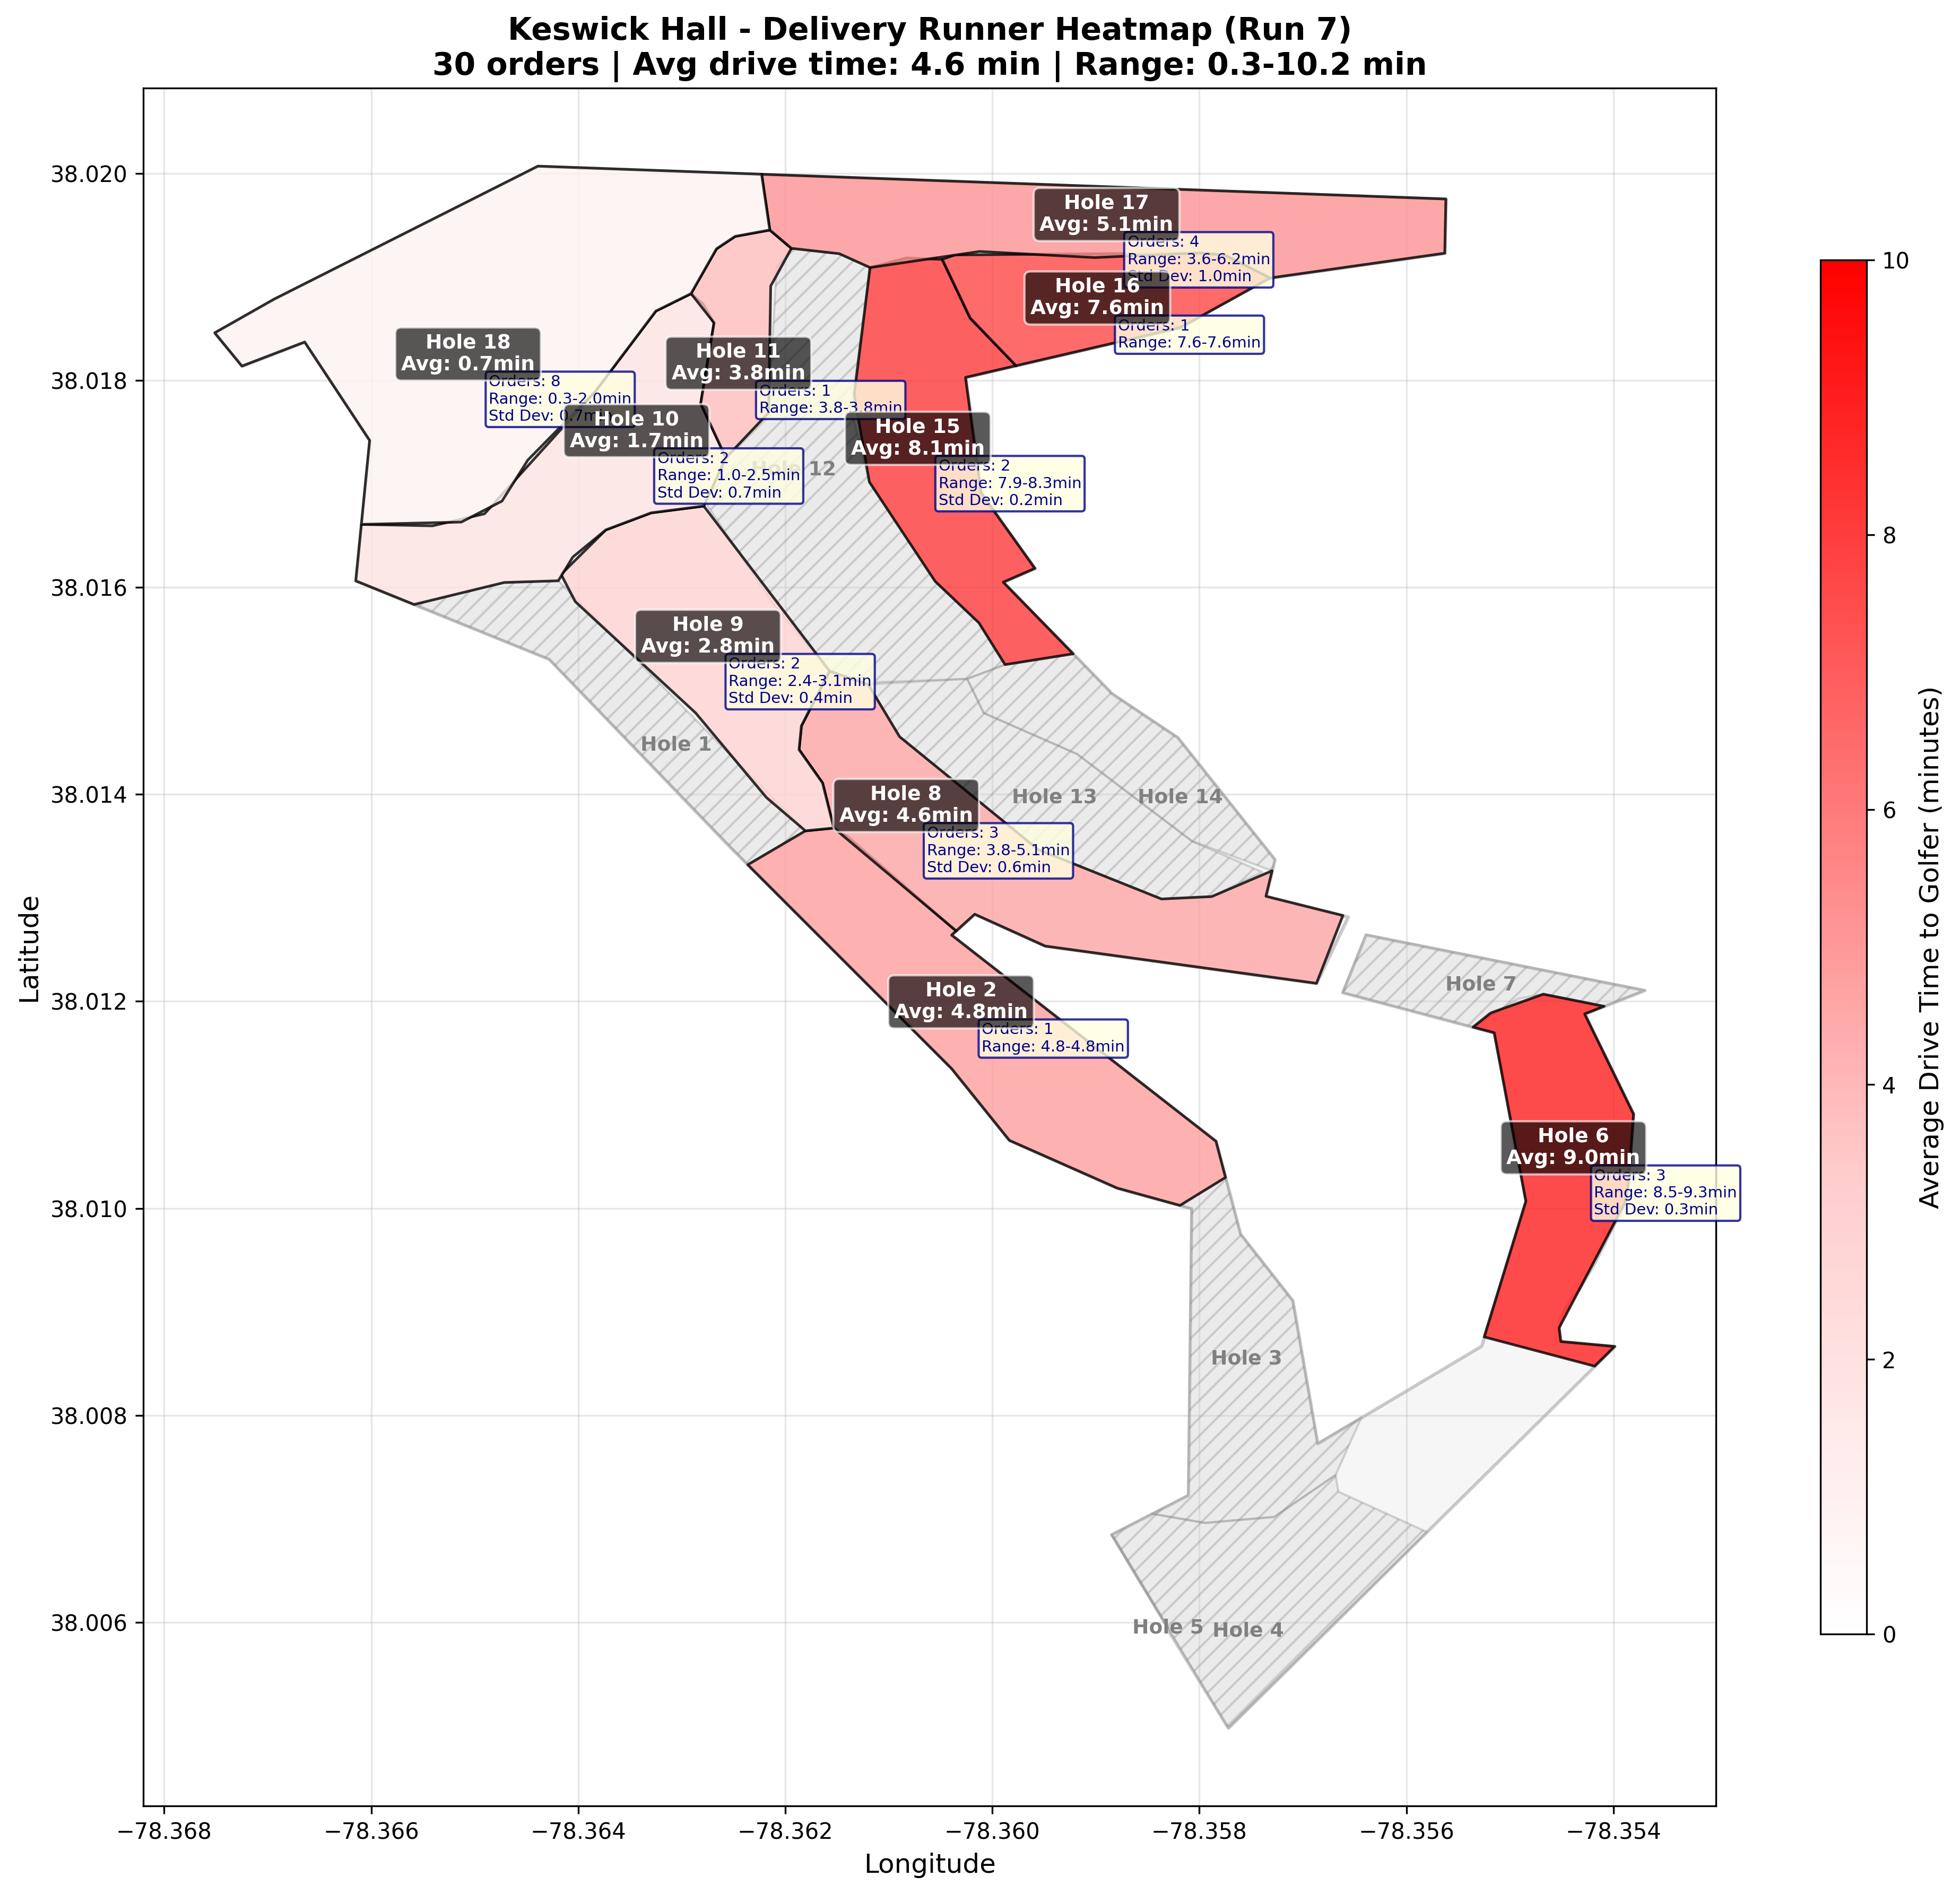 Keswick Hall - Delivery Runner Heatmap (Run 7)
30 orders | Avg drive time: 4.6 min | Range: 0.3-10.2 min
Hole 17
Avg: 5.1min
Orders: 4
Range: 3.6-6.2min
Std Dev: 1.0min
Hole 16
Avg: 7.6min
Orders: 1
Range: 7.6-7.6min
Hole 18
Avg: 0.7min
Orders: 8
Range: 0.3-2.0min
Std Dev: 0.7min
Hole 11
Avg: 3.8min
Orders: 1
Range: 3.8-3.8min
Hole 10
Avg: 1.7min
Orders: 2
Range: 1.0-2.5min
Std Dev: 0.7min
Hole 12
Hole 15
Avg: 8.1min
Orders: 2
Range: 7.9-8.3min
Std Dev: 0.2min
Hole 9
Avg: 2.8min
Orders: 2
Range: 2.4-3.1min
Std Dev: 0.4min
Hole 1
Hole 8
Avg: 4.6min
Orders: 3
Range: 3.8-5.1min
Std Dev: 0.6min
Hole 13
Hole 14
Hole 2
Avg: 4.8min
Orders: 1
Range: 4.8-4.8min
Hole 7
Hole 6
Avg: 9.0min
Orders: 3
Range: 8.5-9.3min
Std Dev: 0.3min
Hole 3
Hole 5
Hole 4
38.020
38.018
38.016
38.014
38.012
38.010
38.008
38.006
Latitude
−78.368
−78.366
−78.364
−78.362
−78.360
−78.358
−78.356
−78.354
Longitude
10
8
6
4
2
0
Average Drive Time to Golfer (minutes)